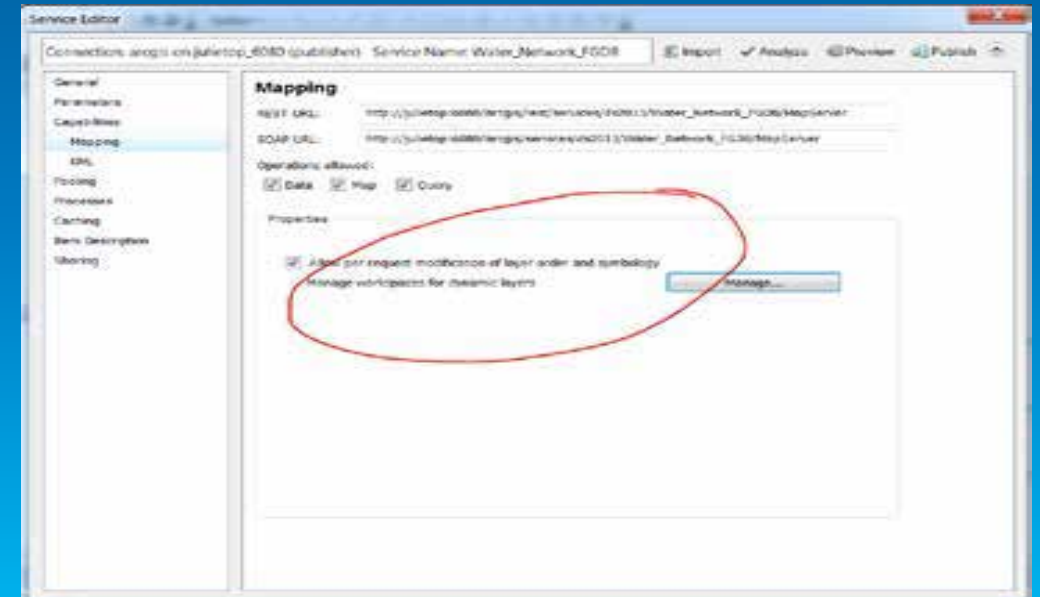 Service Editor
Connection: arcgis on julietop_6080 (publisher) Service Name: Water_Network_FGDB Import Analyze Preview Publish
General
Parameters
Capabilities
Mapping
KML
Pooling
Processes
Caching
Item Description
Sharing
Mapping
REST URL:
SOAP URL:
Operations allowed:
Data Map Query
Properties
Allow per request modification of layer order and symbology
Manage workspaces for dynamic layers Manage...